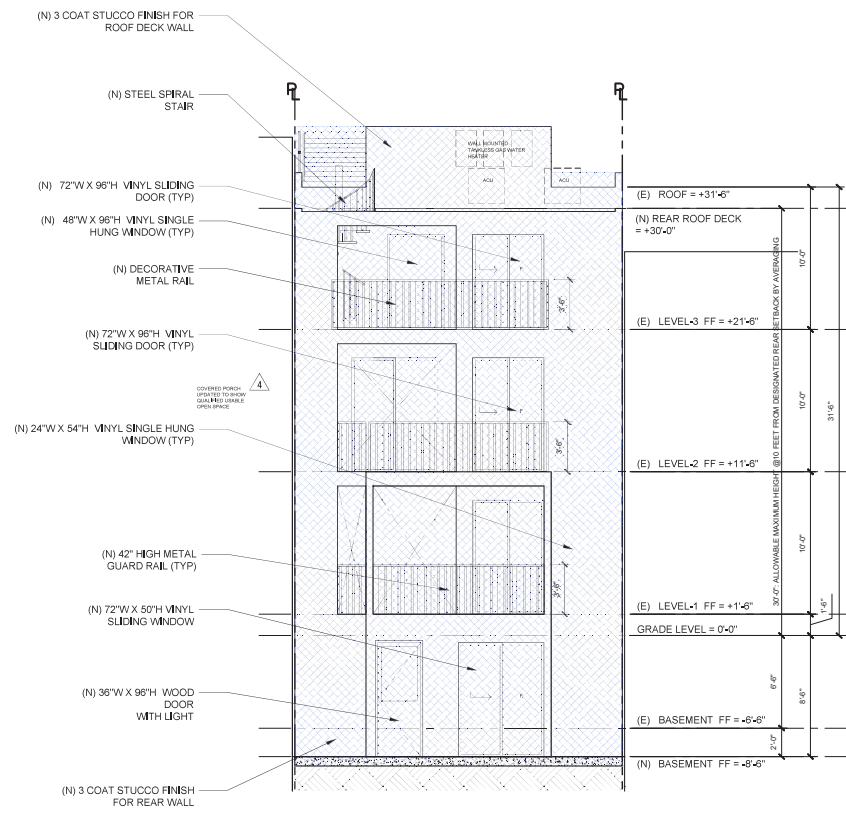 (N) 3 COAT STUCCO FINISH FOR
ROOF DECK WALL
PL
PL
(N) STEEL SPIRAL
STAIR
WALL MOUNTED
TANKLESS GAS WATER
HEATER
ACU
ACU
(N) 72"W X 96"H VINYL SLIDING
DOOR (TYP)
(E) ROOF = +31'-6"
(N) 48"W X 96"H VINYL SINGLE
HUNG WINDOW (TYP)
(N) REAR ROOF DECK
= +30'-0"
(N) DECORATIVE
METAL RAIL
F
3'-6"
10'-0"
(E) LEVEL-3 FF = +21'-6"
(N) 72"W X 96"H VINYL
SLIDING DOOR (TYP)
COVERED PORCH
UPDATED TO SHOW
QUALIFIED USABLE
OPEN SPACE
4
F
3'-6"
10'-0"
31'-6"
30'-0": ALLOWABLE MAXIMUM HEIGHT @10 FEET FROM DESIGNATED REAR SETBACK BY AVERAGING
(N) 24"W X 54"H VINYL SINGLE HUNG
WINDOW (TYP)
(E) LEVEL-2 FF = +11'-6"
(N) 42" HIGH METAL
GUARD RAIL (TYP)
3'-6"
10'-0"
(E) LEVEL-1 FF = +1'-6"
1'-6"
(N) 72"W X 50"H VINYL
SLIDING WINDOW
GRADE LEVEL = 0'-0"
(N) 36"W X 96"H WOOD
DOOR
WITH LIGHT
F
6'-6"
8'-6"
(E) BASEMENT FF = -6'-6"
2'-0"
(N) BASEMENT FF = -8'-6"
(N) 3 COAT STUCCO FINISH
FOR REAR WALL